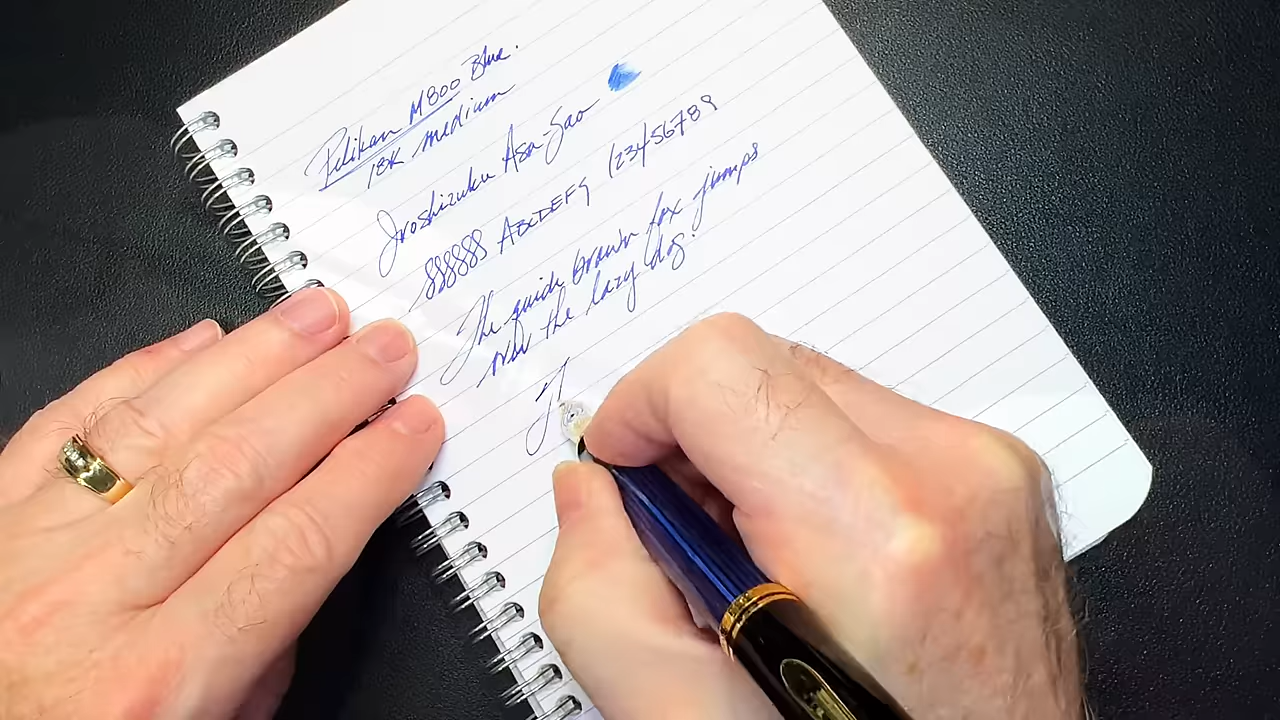 Pelikan M800 Blue.
18K medium
Iroshizuku Asa-Gao
888888 ABCDEFG 123456789
The quick brown fox jumps
over the lazy dog.